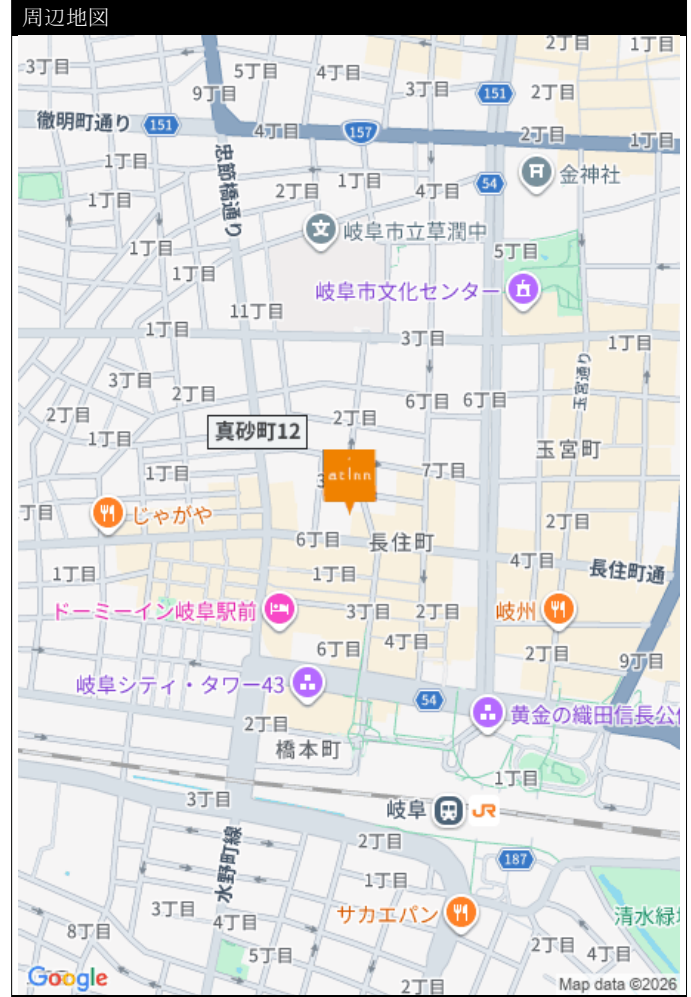 周辺地図
2丁目
1丁目
3丁目
5丁目
4丁目
9丁目
3丁目
151
2丁目
徹明町通り
151
4丁目
157
2丁目
1丁目
1丁目
忠節橋通り
1丁目
2丁目
4丁目
54
金神社
1丁目
岐阜市立草潤中
1丁目
5丁目
1丁目
岐阜市文化センター
11丁目
1丁目
3丁目
1丁目
玉宮通り
3丁目
2丁目
6丁目
6丁目
2丁目
2丁目
真砂町12
1丁目
玉宮町
1丁目
atInn
3
7丁目
丁目
じゃがや
2丁目
6丁目
長住町
4丁目
長住町通
1丁目
1丁目
ドーミーイン岐阜駅前
3丁目
2丁目
岐州
6丁目
4丁目
2丁目
9丁目
岐阜シティ・タワー43
54
黄金の織田信長公
2丁目
橋本町
1丁目
3丁目
岐阜
JR
2丁目
水野町線
187
1丁目
3丁目
4丁目
サカエパン
清水緑
8丁目
5丁目
2丁目
4丁目
Google
2丁目
Map data ©2026